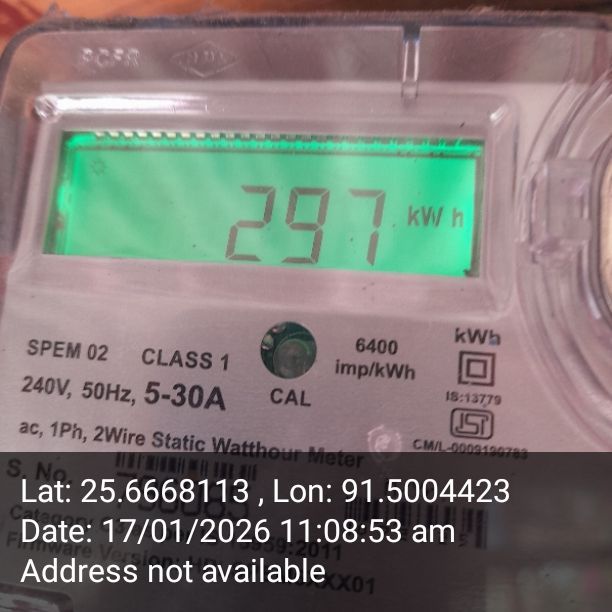 297 kWh
SPEM 02 CLASS 1 6400 imp/kWh kWh
240V, 50Hz, 5-30A CAL IS:13779
ac, 1Ph, 2Wire Static Watthour Meter CM/L-0009190783
S. No.
Lat: 25.6668113 , Lon: 91.5004423
Date: 17/01/2026 11:08:53 am
Address not available